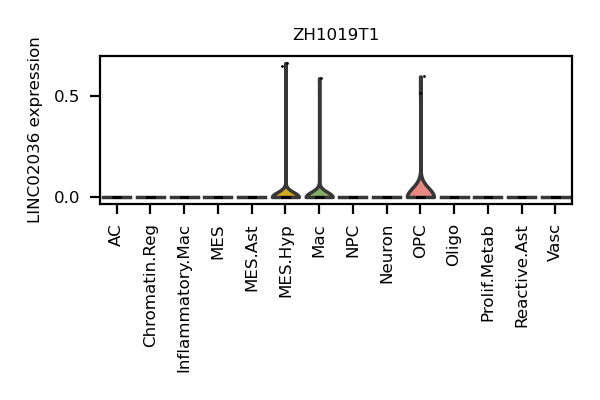 ZH1019T1
LINC02036 expression
0.5
0.0
AC
Chromatin.Reg
Inflammatory.Mac
MES
MES.Ast
MES.Hyp
Mac
NPC
Neuron
OPC
Oligo
Prolif.Metab
Reactive.Ast
Vasc